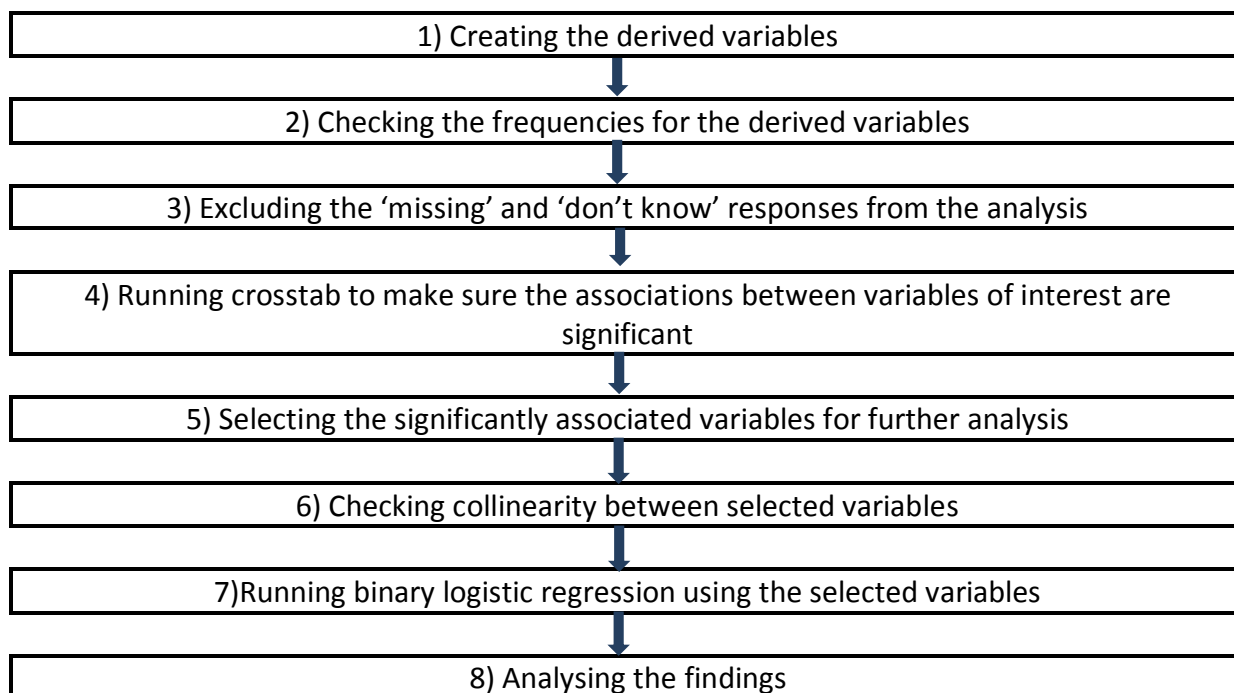 1) Creating the derived variables
2) Checking the frequencies for the derived variables
3) Excluding the ‘missing’ and ‘don’t know’ responses from the analysis
4) Running crosstab to make sure the associations between variables of interest are
significant
5) Selecting the significantly associated variables for further analysis
6) Checking collinearity between selected variables
7)Running binary logistic regression using the selected variables
8) Analysing the findings